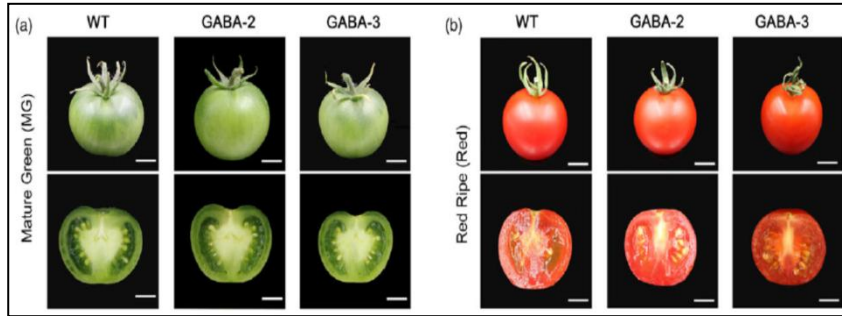 (a) WT GABA-2 GABA-3
Mature Green (MG)
(b) WT GABA-2 GABA-3
Red Ripe (Red)